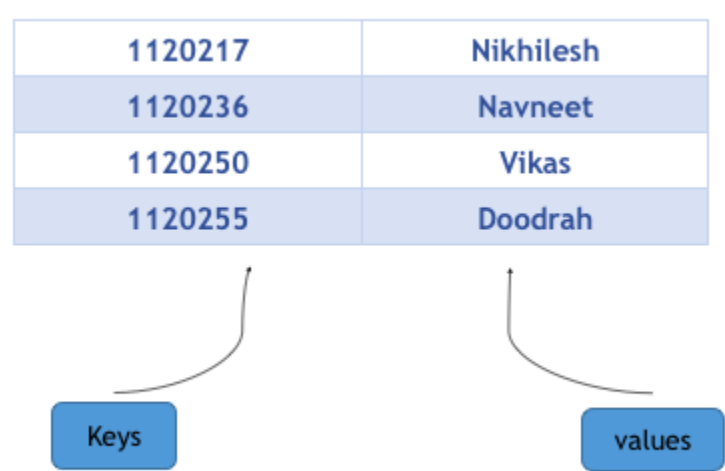 1120217 Nikhilesh
1120236 Navneet
1120250 Vikas
1120255 Doodrah
Keys
values